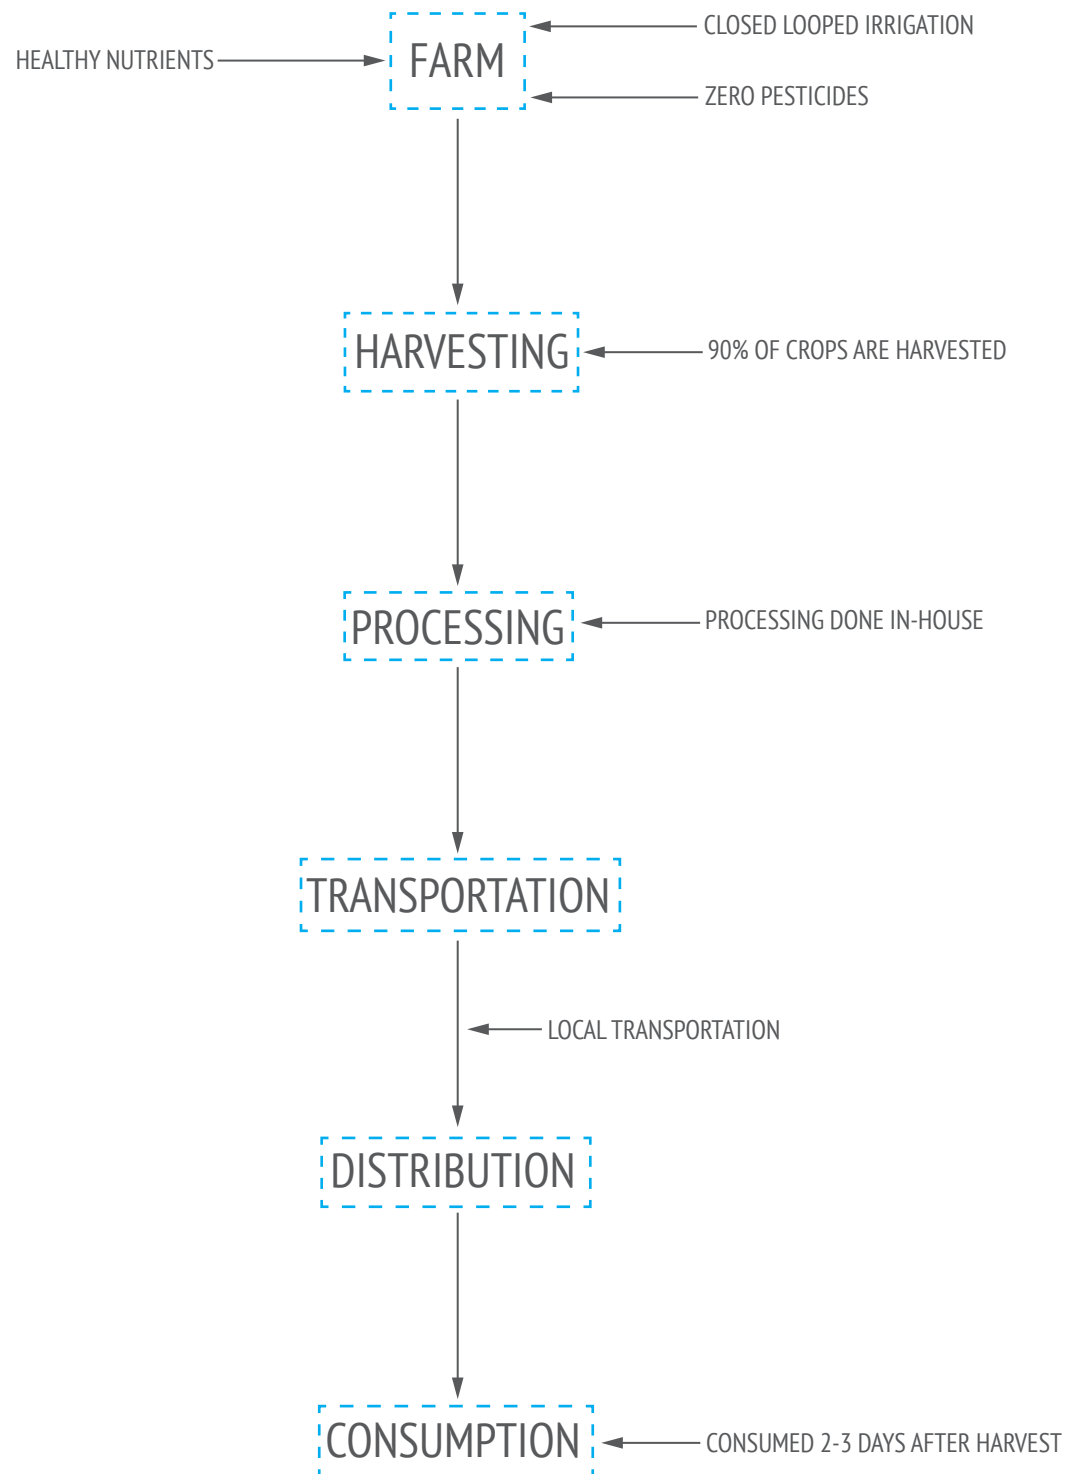 CLOSED LOOPED IRRIGATION
HEALTHY NUTRIENTS
FARM
ZERO PESTICIDES
HARVESTING
90% OF CROPS ARE HARVESTED
PROCESSING
PROCESSING DONE IN-HOUSE
TRANSPORTATION
LOCAL TRANSPORTATION
DISTRIBUTION
CONSUMPTION
CONSUMED 2-3 DAYS AFTER HARVEST